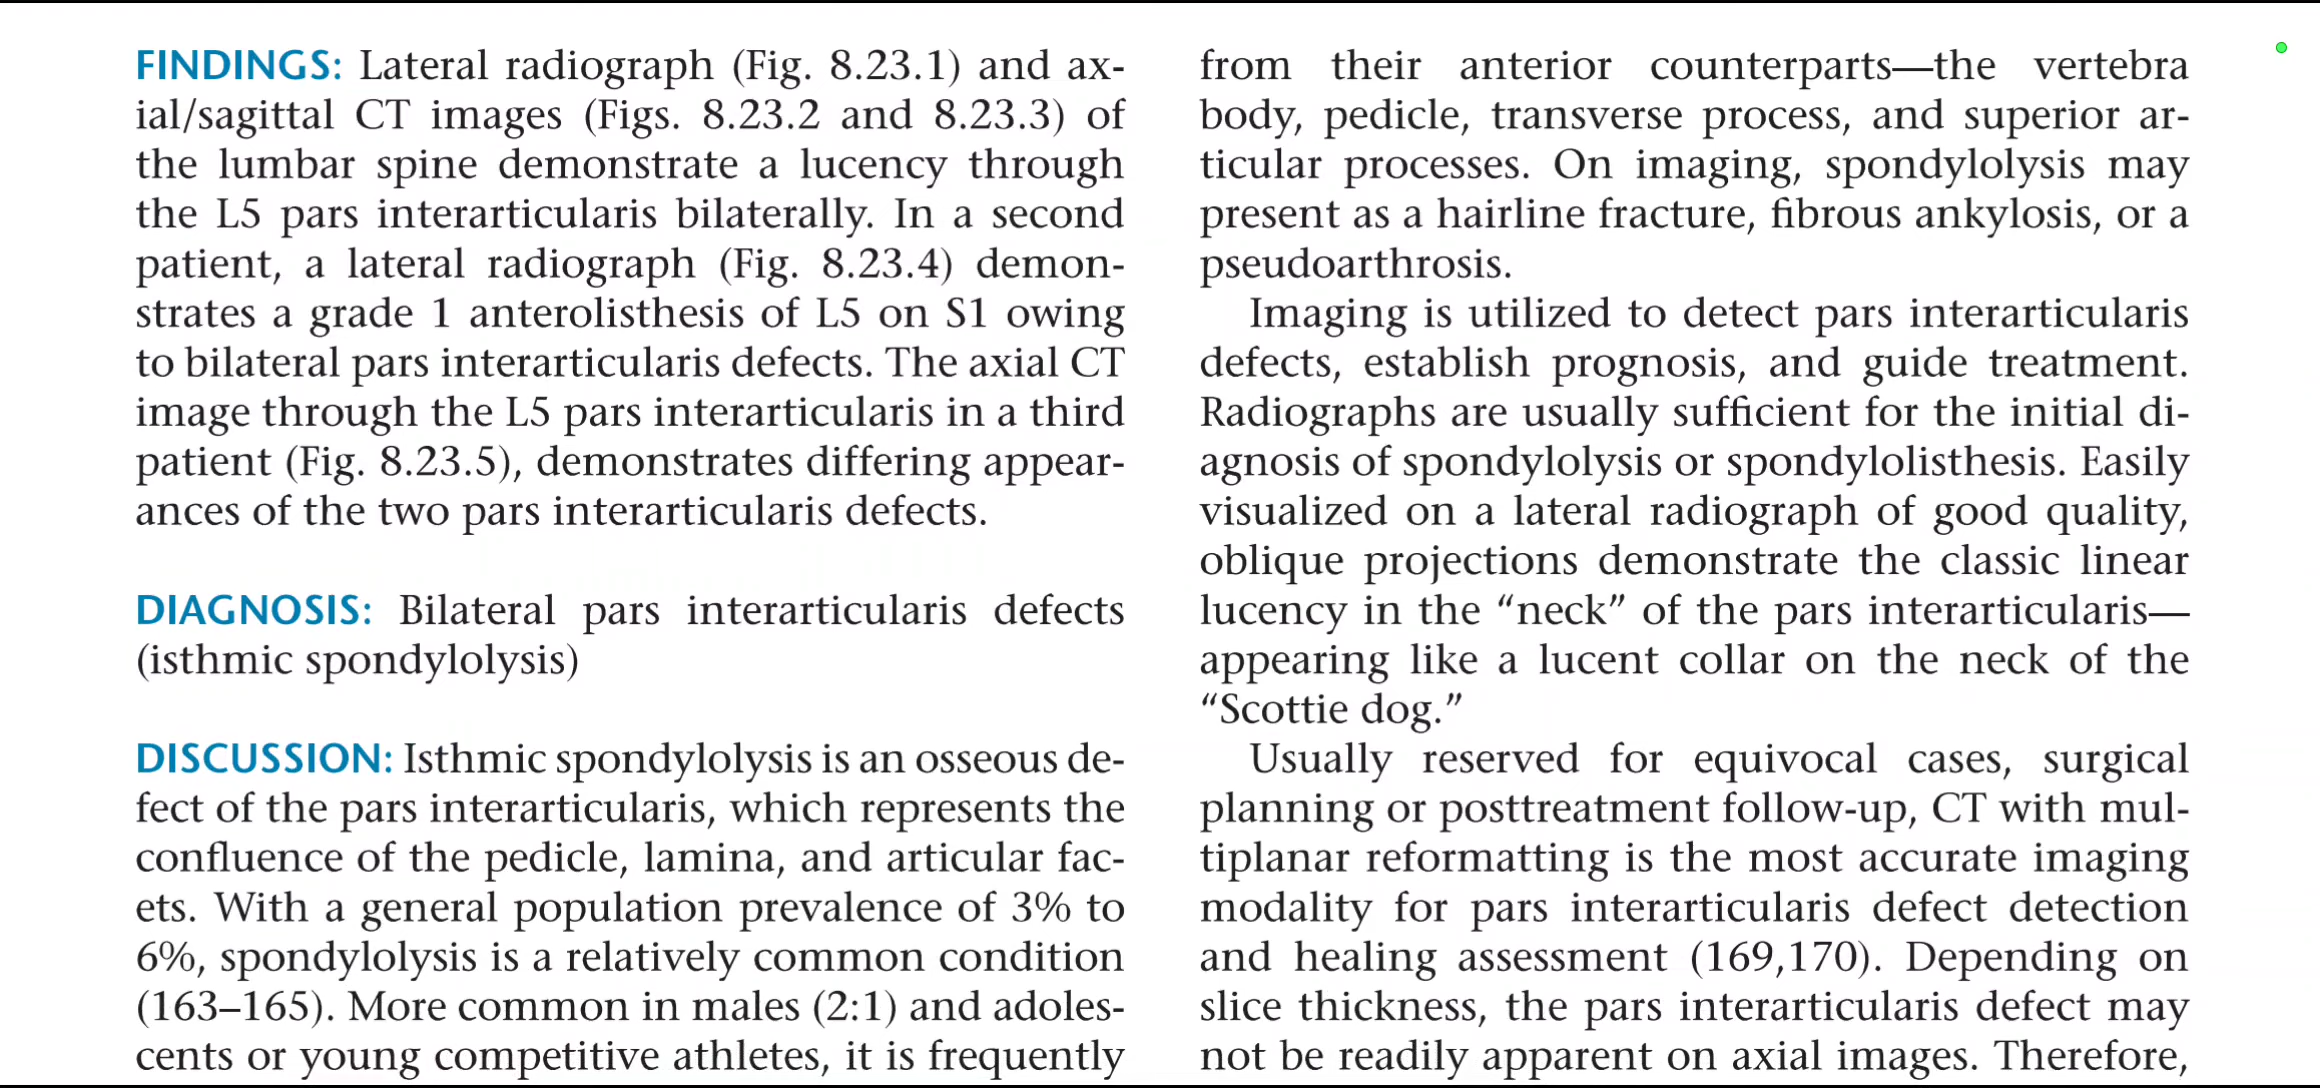 FINDINGS: Lateral radiograph (Fig. 8.23.1) and ax-
ial/sagittal CT images (Figs. 8.23.2 and 8.23.3) of
the lumbar spine demonstrate a lucency through
the L5 pars interarticularis bilaterally. In a second
patient, a lateral radiograph (Fig. 8.23.4) demon-
strates a grade 1 anterolisthesis of L5 on S1 owing
to bilateral pars interarticularis defects. The axial CT
image through the L5 pars interarticularis in a third
patient (Fig. 8.23.5), demonstrates differing appear-
ances of the two pars interarticularis defects.
DIAGNOSIS: Bilateral pars interarticularis defects
(isthmic spondylolysis)
DISCUSSION: Isthmic spondylolysis is an osseous de-
fect of the pars interarticularis, which represents the
confluence of the pedicle, lamina, and articular fac-
ets. With a general population prevalence of 3% to
6%, spondylolysis is a relatively common condition
(163–165). More common in males (2:1) and adoles-
cents or young competitive athletes, it is frequently
from their anterior counterparts—the vertebra
body, pedicle, transverse process, and superior ar-
ticular processes. On imaging, spondylolysis may
present as a hairline fracture, fibrous ankylosis, or a
pseudoarthrosis.
Imaging is utilized to detect pars interarticularis
defects, establish prognosis, and guide treatment.
Radiographs are usually sufficient for the initial di-
agnosis of spondylolysis or spondylolisthesis. Easily
visualized on a lateral radiograph of good quality,
oblique projections demonstrate the classic linear
lucency in the “neck” of the pars interarticularis—
appearing like a lucent collar on the neck of the
“Scottie dog.”
Usually reserved for equivocal cases, surgical
planning or posttreatment follow-up, CT with mul-
tiplanar reformatting is the most accurate imaging
modality for pars interarticularis defect detection
and healing assessment (169,170). Depending on
slice thickness, the pars interarticularis defect may
not be readily apparent on axial images. Therefore,